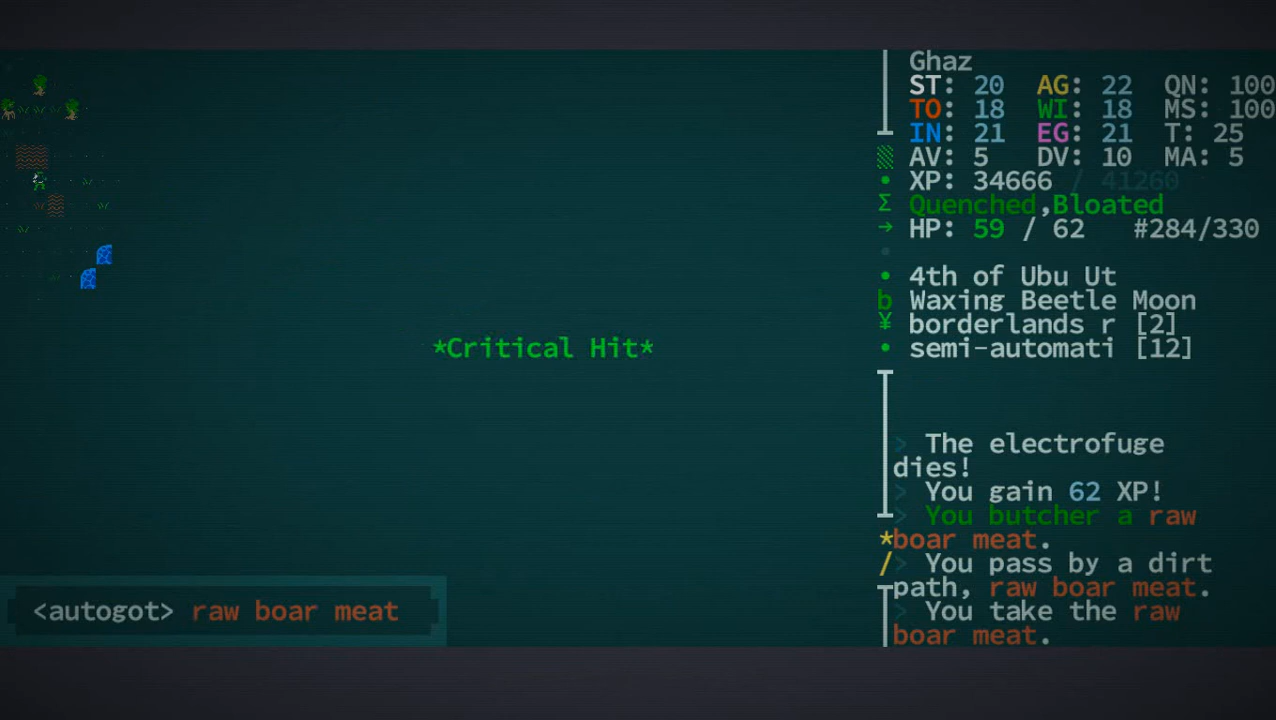 Ghaz
ST: 20 AG: 22 QN: 100
TO: 18 WI: 18 MS: 100
IN: 21 EG: 21 T: 25
AV: 5 DV: 10 MA: 5
XP: 34666 / 41260
Quenched,Bloated
HP: 59 / 62 #284/330
4th of Ubu Ut
Waxing Beetle Moon
borderlands r [2]
semi-automati [12]
*Critical Hit*
> The electrofuge
dies!
> You gain 62 XP!
> You butcher a raw
boar meat.
> You pass by a dirt
path, raw boar meat.
> You take the raw
boar meat.
<autogot> raw boar meat